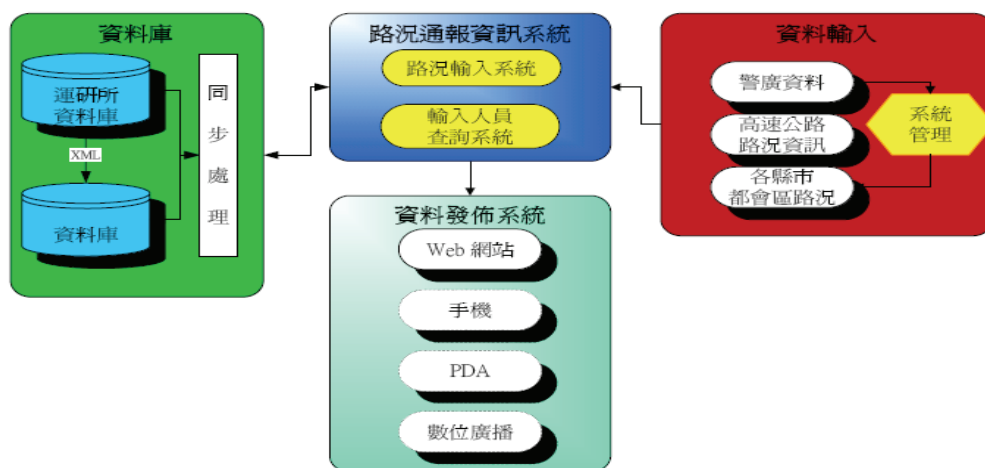 資料庫
運研所
資料庫
XML
資料庫
同
步
處
理
路況通報資訊系統
路況輸入系統
輸入人員
查詢系統
資料發佈系統
Web 網站
手機
PDA
數位廣播
資料輸入
警廣資料
高速公路
路況資訊
各縣市
都會區路況
系統
管理